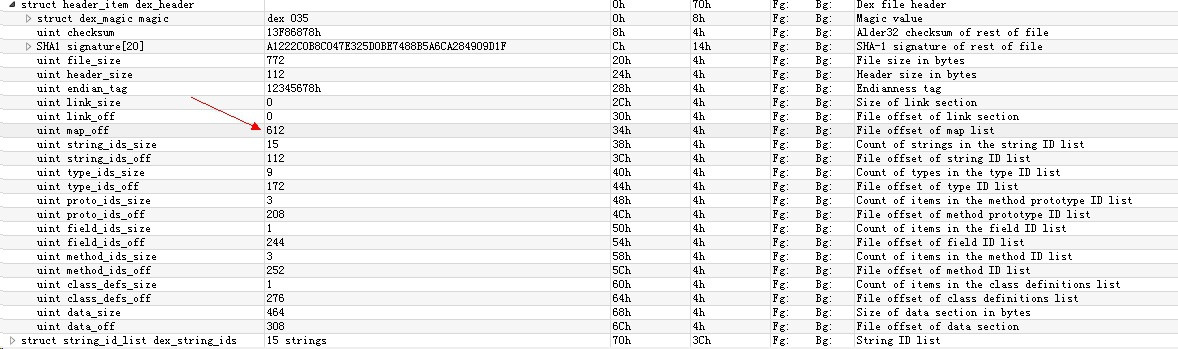 struct header_item dex_header 0h 70h Fg: Bg: Dex file header
struct dex_magic magic dex 035 0h 8h Fg: Bg: Magic value
uint checksum 13F86878h 8h 4h Fg: Bg: Alder32 checksum of rest of file
SHA1 signature[20] A1222C0B8C047E325D0BE7488B5A6CA284909D1F Ch 14h Fg: Bg: SHA-1 signature of rest of file
uint file_size 772 20h 4h Fg: Bg: File size in bytes
uint header_size 112 24h 4h Fg: Bg: Header size in bytes
uint endian_tag 12345678h 28h 4h Fg: Bg: Endianness tag
uint link_size 0 2Ch 4h Fg: Bg: Size of link section
uint link_off 0 30h 4h Fg: Bg: File offset of link section
uint map_off 612 34h 4h Fg: Bg: File offset of map list
uint string_ids_size 15 38h 4h Fg: Bg: Count of strings in the string ID list
uint string_ids_off 112 3Ch 4h Fg: Bg: File offset of string ID list
uint type_ids_size 9 40h 4h Fg: Bg: Count of types in the type ID list
uint type_ids_off 172 44h 4h Fg: Bg: File offset of type ID list
uint proto_ids_size 3 48h 4h Fg: Bg: Count of items in the method prototype ID list
uint proto_ids_off 208 4Ch 4h Fg: Bg: File offset of method prototype ID list
uint field_ids_size 1 50h 4h Fg: Bg: Count of items in the field ID list
uint field_ids_off 244 54h 4h Fg: Bg: File offset of field ID list
uint method_ids_size 3 58h 4h Fg: Bg: Count of items in the method ID list
uint method_ids_off 252 5Ch 4h Fg: Bg: File offset of method ID list
uint class_defs_size 1 60h 4h Fg: Bg: Count of items in the class definitions list
uint class_defs_off 276 64h 4h Fg: Bg: File offset of class definitions list
uint data_size 464 68h 4h Fg: Bg: Size of data section in bytes
uint data_off 308 6Ch 4h Fg: Bg: File offset of data section
struct string_id_list dex_string_ids 15 strings 70h 3Ch Fg: Bg: String ID list